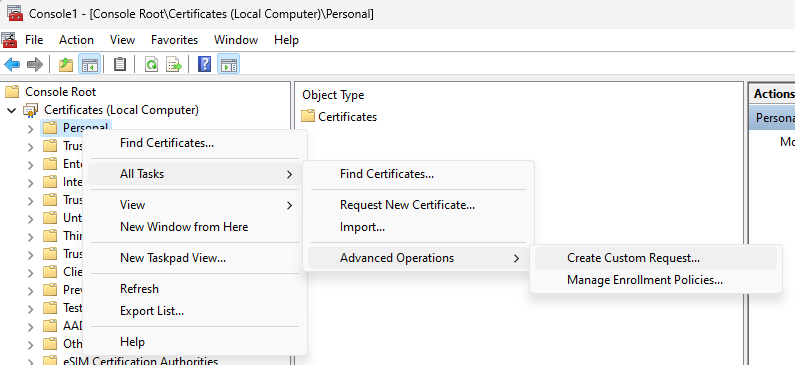 Console1 - [Console Root\Certificates (Local Computer)\Personal]
File Action View Favorites Window Help
Console Root
Certificates (Local Computer)
Personal
Trus
Ente
Inte
Trus
Unt
Thir
Trus
Clie
Prev
Test
AAD
Oth
eSIM Certification Authorities
Find Certificates...
All Tasks
View
New Window from Here
New Taskpad View...
Refresh
Export List...
Help
Find Certificates...
Request New Certificate...
Import...
Advanced Operations
Create Custom Request...
Manage Enrollment Policies...
Object Type
Certificates
Actions
Persona
Mo